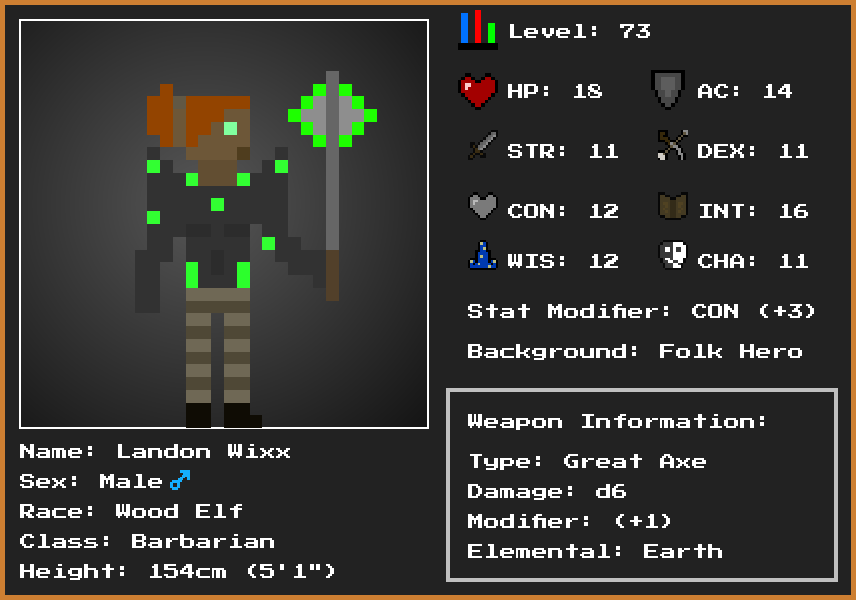 Level: 73
HP: 18 AC: 14
STR: 11 DEX: 11
CON: 12 INT: 16
WIS: 12 CHA: 11
Stat Modifier: CON (+3)
Background: Folk Hero
Weapon Information:
Type: Great Axe
Damage: d6
Modifier: (+1)
Elemental: Earth
Name: Landon Wixx
Sex: Male♂
Race: Wood Elf
Class: Barbarian
Height: 154cm (5'1")